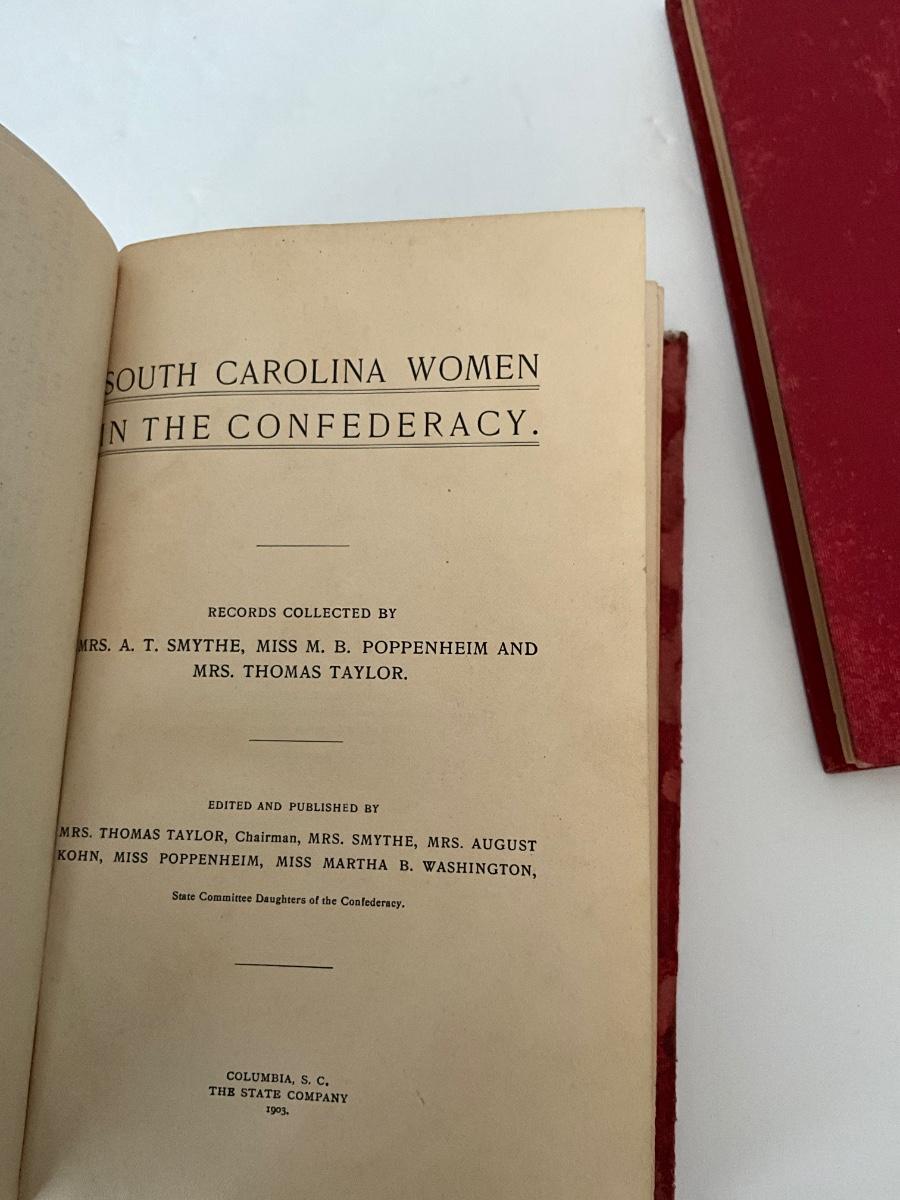 SOUTH CAROLINA WOMEN
IN THE CONFEDERACY.
RECORDS COLLECTED BY
MRS. A. T. SMYTHE, MISS M. B. POPPENHEIM AND
MRS. THOMAS TAYLOR.
EDITED AND PUBLISHED BY
MRS. THOMAS TAYLOR, Chairman, MRS. SMYTHE, MRS. AUGUST
KOHN, MISS POPPENHEIM, MISS MARTHA B. WASHINGTON,
State Committee Daughters of the Confederacy.
COLUMBIA, S. C.
THE STATE COMPANY
1903.